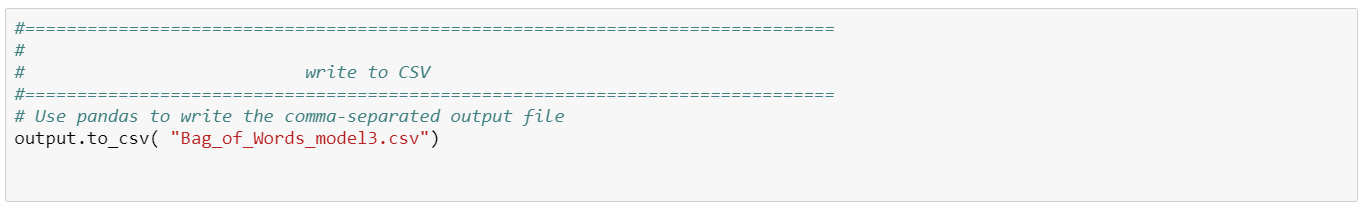 #==============================================================================
#
#                           write to CSV
#==============================================================================
# Use pandas to write the comma-separated output file
output.to_csv( "Bag_of_Words_model3.csv")